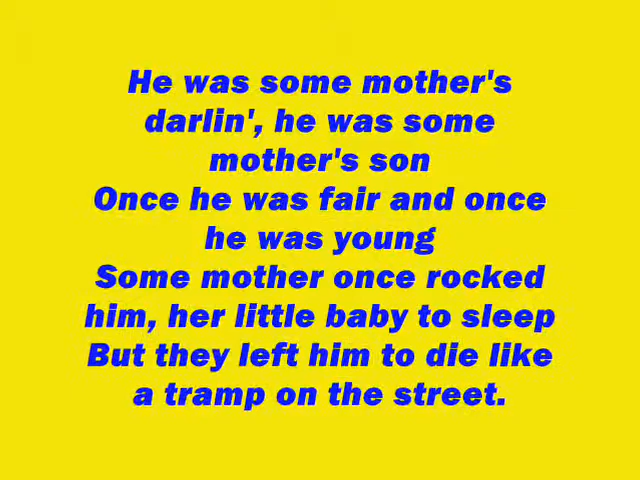 He was some mother's
darlin', he was some
mother's son
Once he was fair and once
he was young
Some mother once rocked
him, her little baby to sleep
But they left him to die like
a tramp on the street.